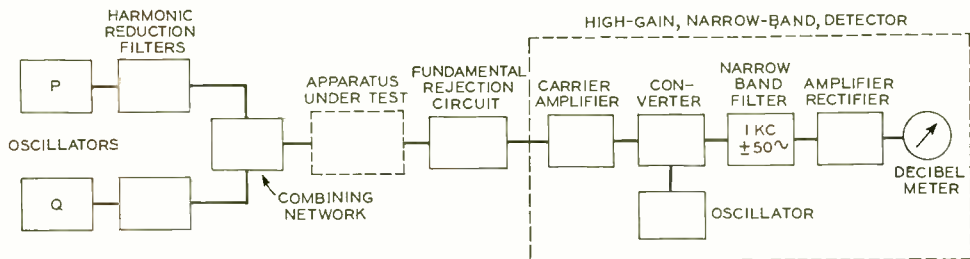 HIGH-GAIN, NARROW-BAND, DETECTOR
HARMONIC
REDUCTION
FILTERS
P
OSCILLATORS
Q
COMBINING
NETWORK
APPARATUS
UNDER TEST
FUNDAMENTAL
REJECTION
CIRCUIT
CARRIER
AMPLIFIER
CON-
VERTER
OSCILLATOR
NARROW
BAND
FILTER
1 KC
±50~
AMPLIFIER
RECTIFIER
DECIBEL
METER